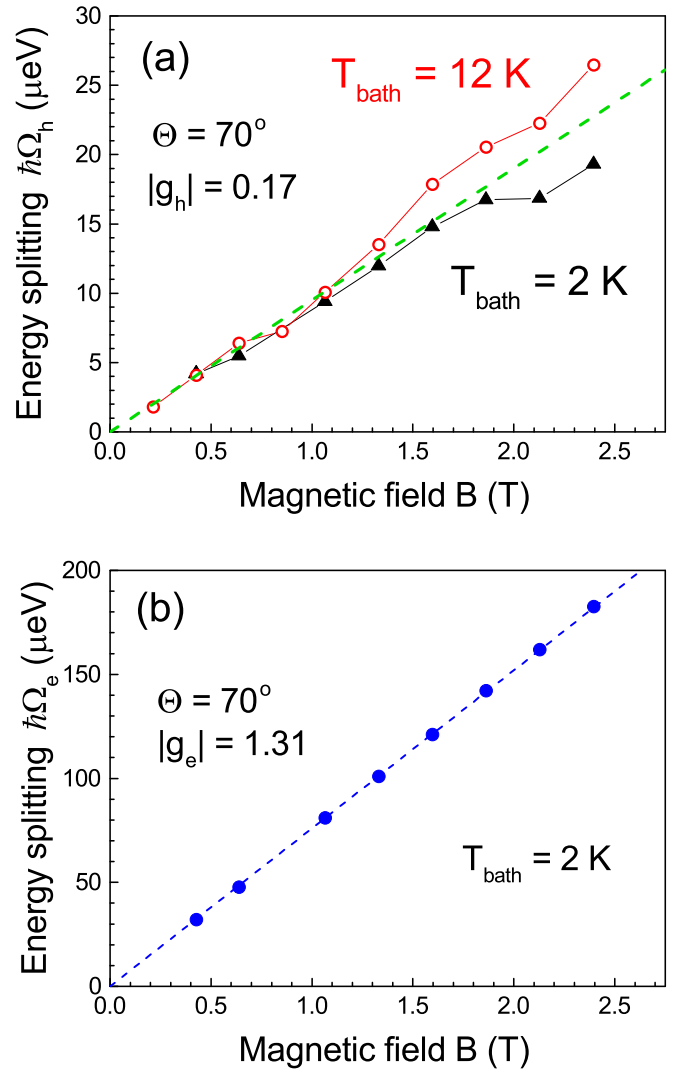 (a)
T_bath = 12 K
Θ = 70°
|g_h| = 0.17
T_bath = 2 K
Energy splitting ħΩ_h (μeV)
30
25
20
15
10
5
0
0.0 0.5 1.0 1.5 2.0 2.5
Magnetic field B (T)
(b)
Θ = 70°
|g_e| = 1.31
T_bath = 2 K
Energy splitting ħΩ_e (μeV)
200
150
100
50
0
0.0 0.5 1.0 1.5 2.0 2.5
Magnetic field B (T)